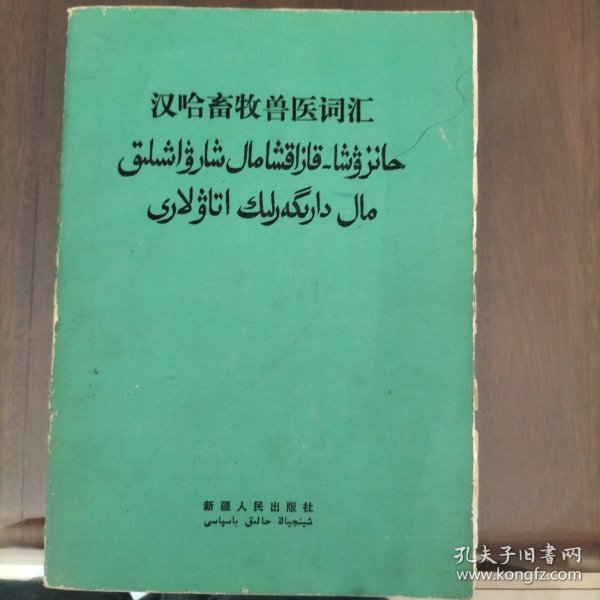 汉哈畜牧兽医词汇
حانزۋشا-قازاقشا مال شارۋاشىلىق
مال دارىگەرلىك اتاۋلارى
新疆人民出版社
شينجياڭ حالىق باسپاسى
孔夫子旧书网
www.kongfz.com